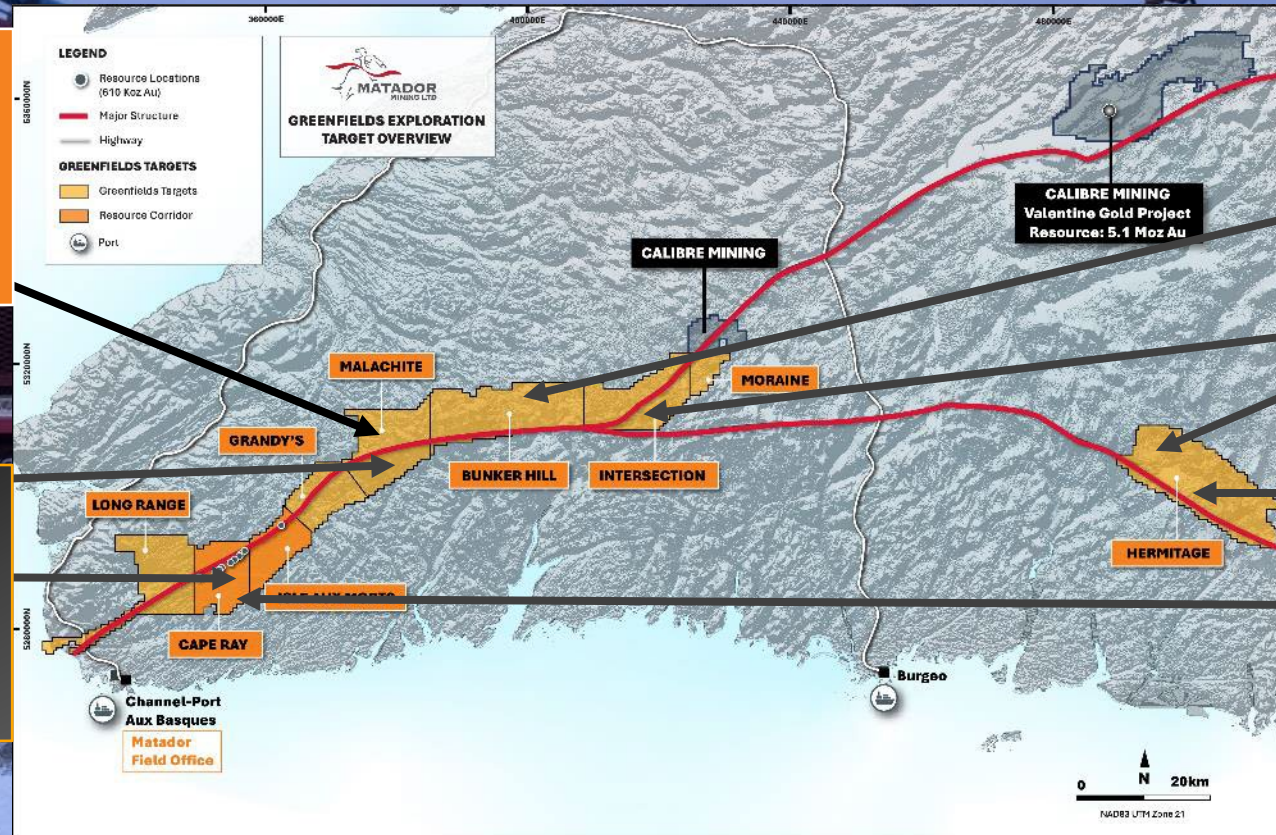 360000E
400000E
440000E
480000E
5360000N
5320000N
5280000N
LEGEND
Resource Locations
(610 Koz Au)
Major Structure
Highway
GREENFIELDS TARGETS
Greenfields Targets
Resource Corridor
Port
MATADOR
MINING LTD
GREENFIELDS EXPLORATION
TARGET OVERVIEW
CALIBRE MINING
Valentine Gold Project
Resource: 5.1 Moz Au
CALIBRE MINING
MALACHITE
MORAINE
GRANDY'S
BUNKER HILL
INTERSECTION
LONG RANGE
HERMITAGE
ISLE AUX MORTS
CAPE RAY
Channel-Port
Aux Basques
Matador
Field Office
Burgeo
N
0 20km
NAD83 UTM Zone 21